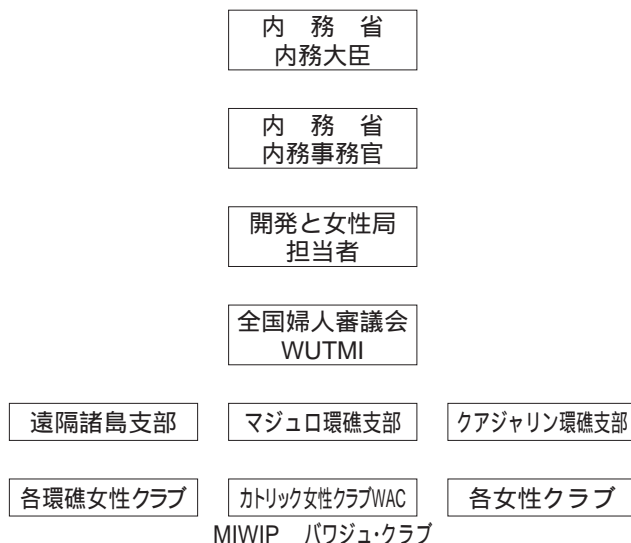 内　務　省
内務大臣
内　務　省
内務事務官
開発と女性局
担当者
全国婦人審議会
WUTMI
遠隔諸島支部　マジュロ環礁支部　クアジャリン環礁支部
各環礁女性クラブ　カトリック女性クラブWAC　各女性クラブ
MIWIP　バワジュ・クラブ